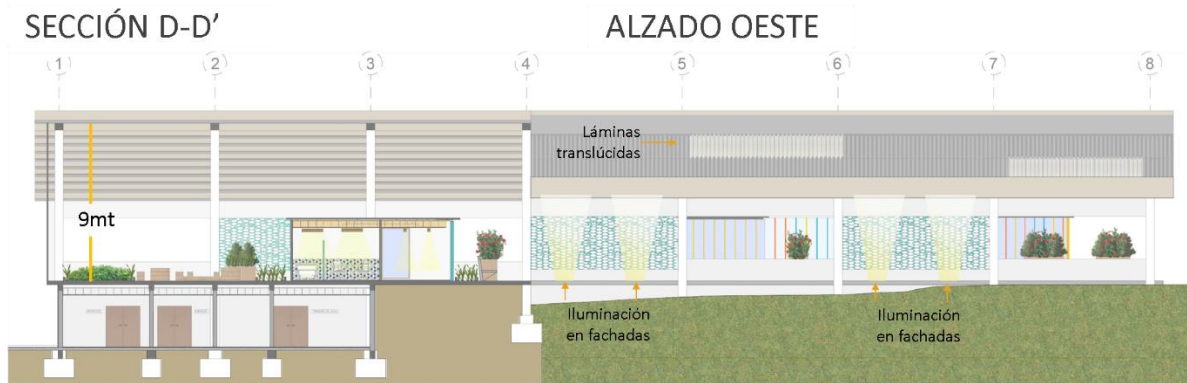 SECCIÓN D-D'
ALZADO OESTE
1 2 3 4 5 6 7 8
Láminas
translúcidas
9mt
Iluminación
en fachadas
Iluminación
en fachadas